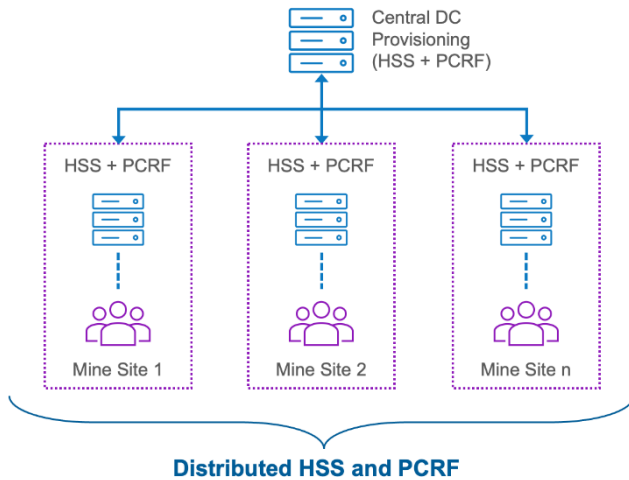 Central DC
Provisioning
(HSS + PCRF)
HSS + PCRF
HSS + PCRF
HSS + PCRF
Mine Site 1
Mine Site 2
Mine Site n
Distributed HSS and PCRF